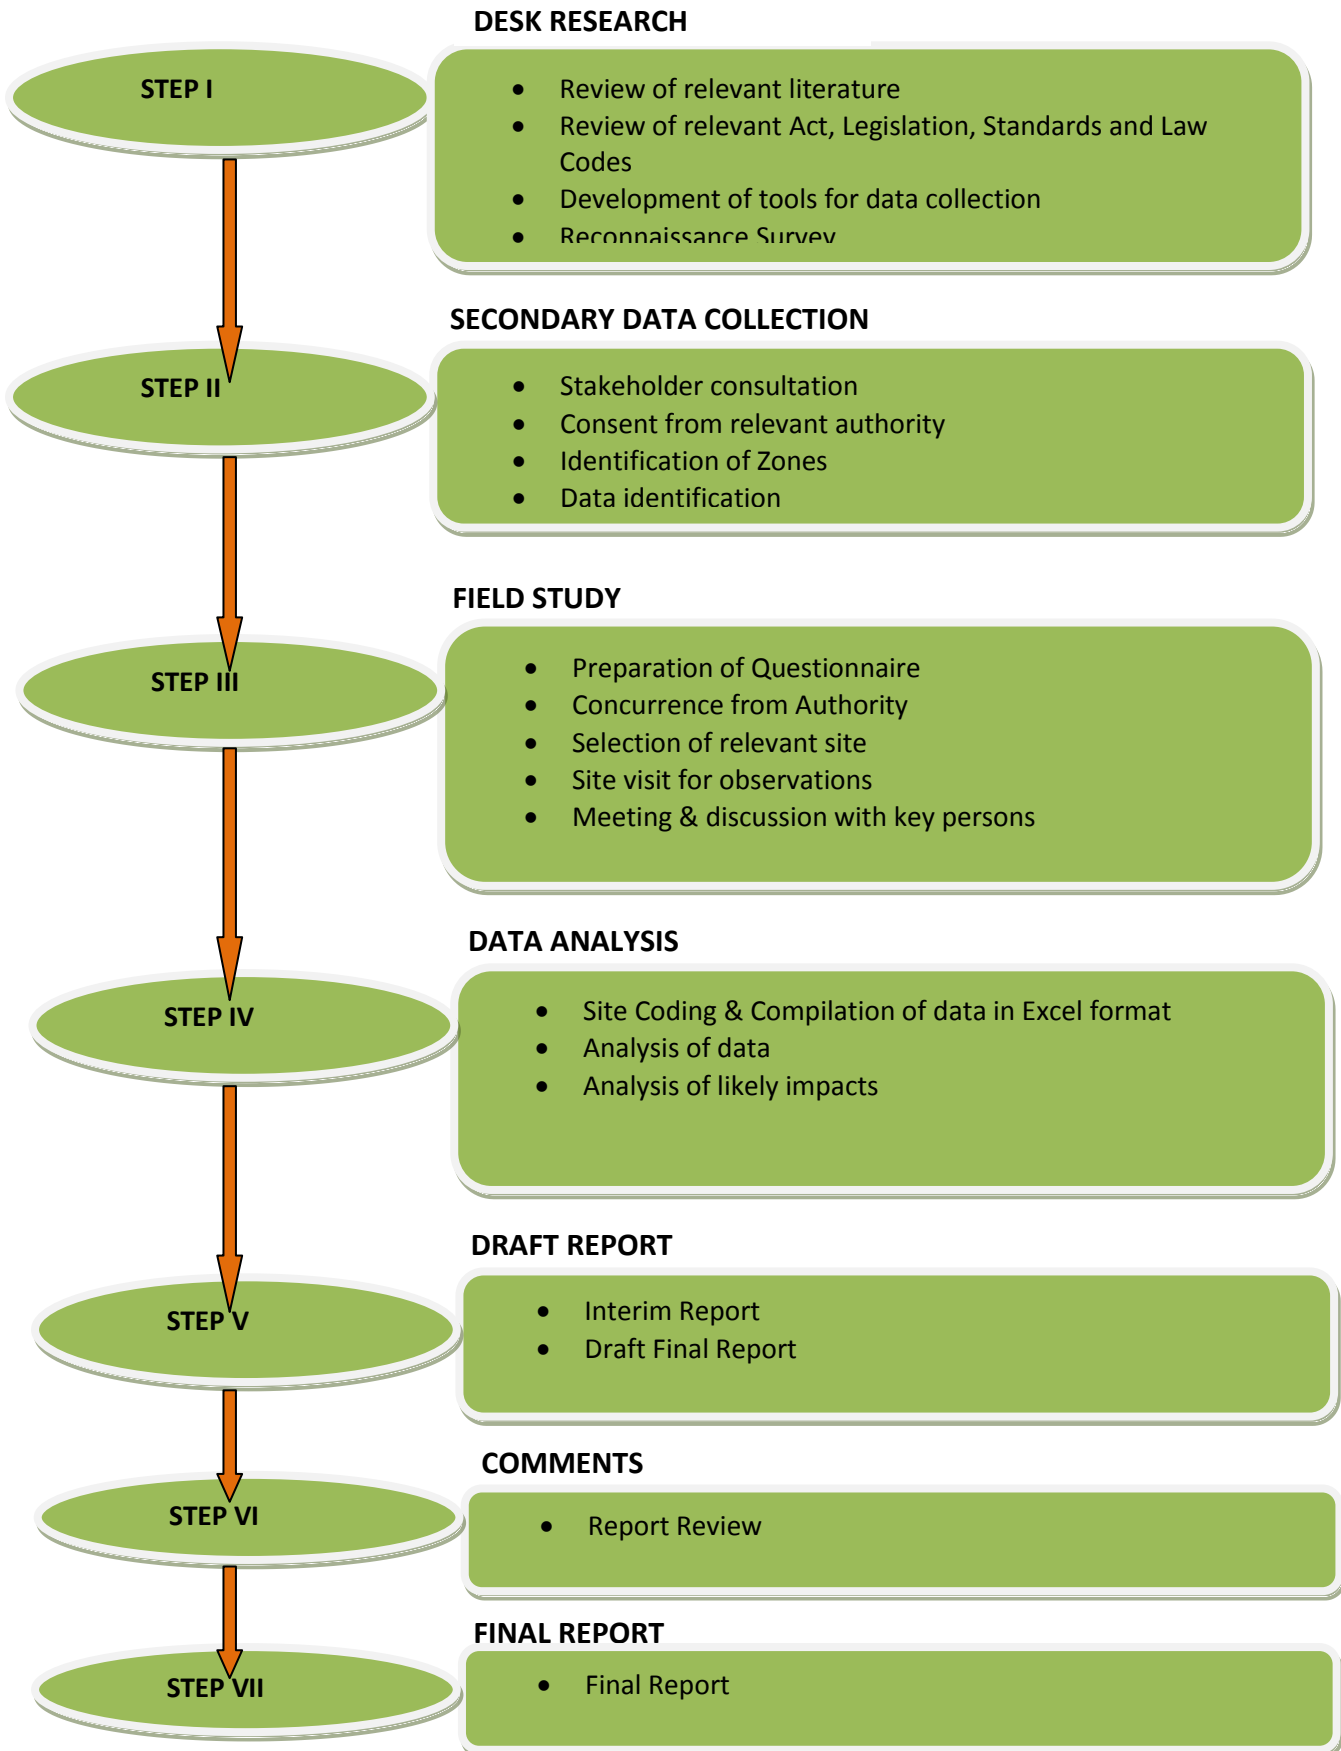 DESK RESEARCH
STEP I
• Review of relevant literature
• Review of relevant Act, Legislation, Standards and Law
Codes
• Development of tools for data collection
• Reconnaissance Survey
SECONDARY DATA COLLECTION
STEP II
• Stakeholder consultation
• Consent from relevant authority
• Identification of Zones
• Data identification
FIELD STUDY
STEP III
• Preparation of Questionnaire
• Concurrence from Authority
• Selection of relevant site
• Site visit for observations
• Meeting & discussion with key persons
DATA ANALYSIS
STEP IV
• Site Coding & Compilation of data in Excel format
• Analysis of data
• Analysis of likely impacts
DRAFT REPORT
STEP V
• Interim Report
• Draft Final Report
COMMENTS
STEP VI
• Report Review
FINAL REPORT
STEP VII
• Final Report